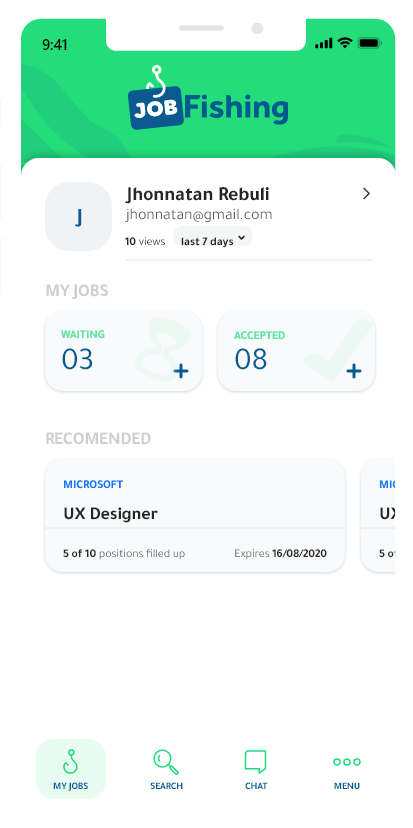 9:41
JOB Fishing
J
Jhonnatan Rebuli
jhonnatan@gmail.com
10 views last 7 days
MY JOBS
WAITING
03
ACCEPTED
08
RECOMENDED
MICROSOFT
UX Designer
5 of 10 positions filled up
Expires 16/08/2020
MIC
UX
5 of
MY JOBS
SEARCH
CHAT
MENU